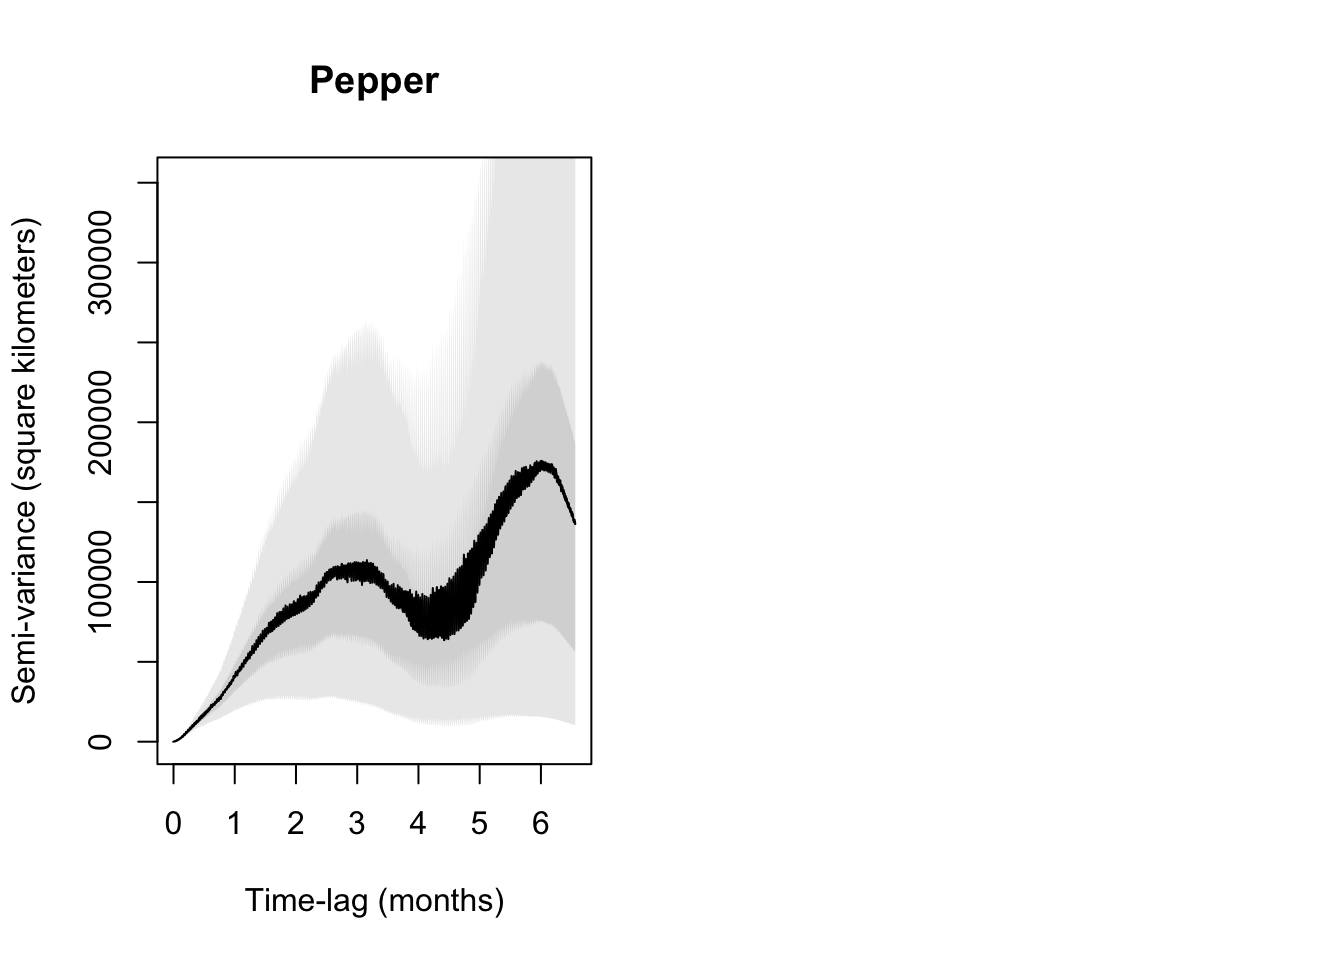 Pepper
Semi-variance (square kilometers)
300000
200000
100000
0
0 1 2 3 4 5 6
Time-lag (months)